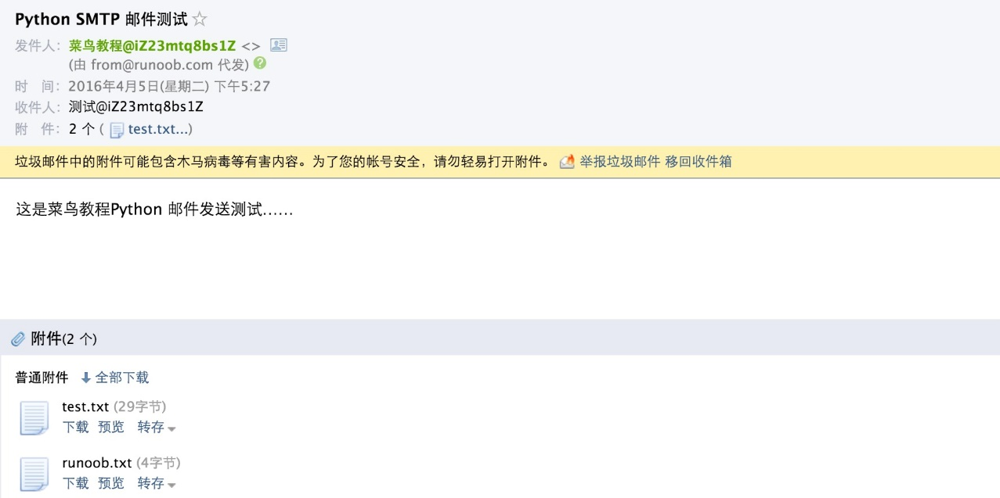 Python SMTP 邮件测试
发件人：菜鸟教程@iZ23mtq8bs1Z <>
(由 from@runoob.com 代发)
时 间：2016年4月5日(星期二) 下午5:27
收件人：测试@iZ23mtq8bs1Z
附 件：2 个 ( test.txt...)
垃圾邮件中的附件可能包含木马病毒等有害内容。为了您的帐号安全，请勿轻易打开附件。 举报垃圾邮件 移回收件箱
这是菜鸟教程Python 邮件发送测试……
附件(2 个)
普通附件 全部下载
test.txt (29字节)
下载 预览 转存
runoob.txt (4字节)
下载 预览 转存